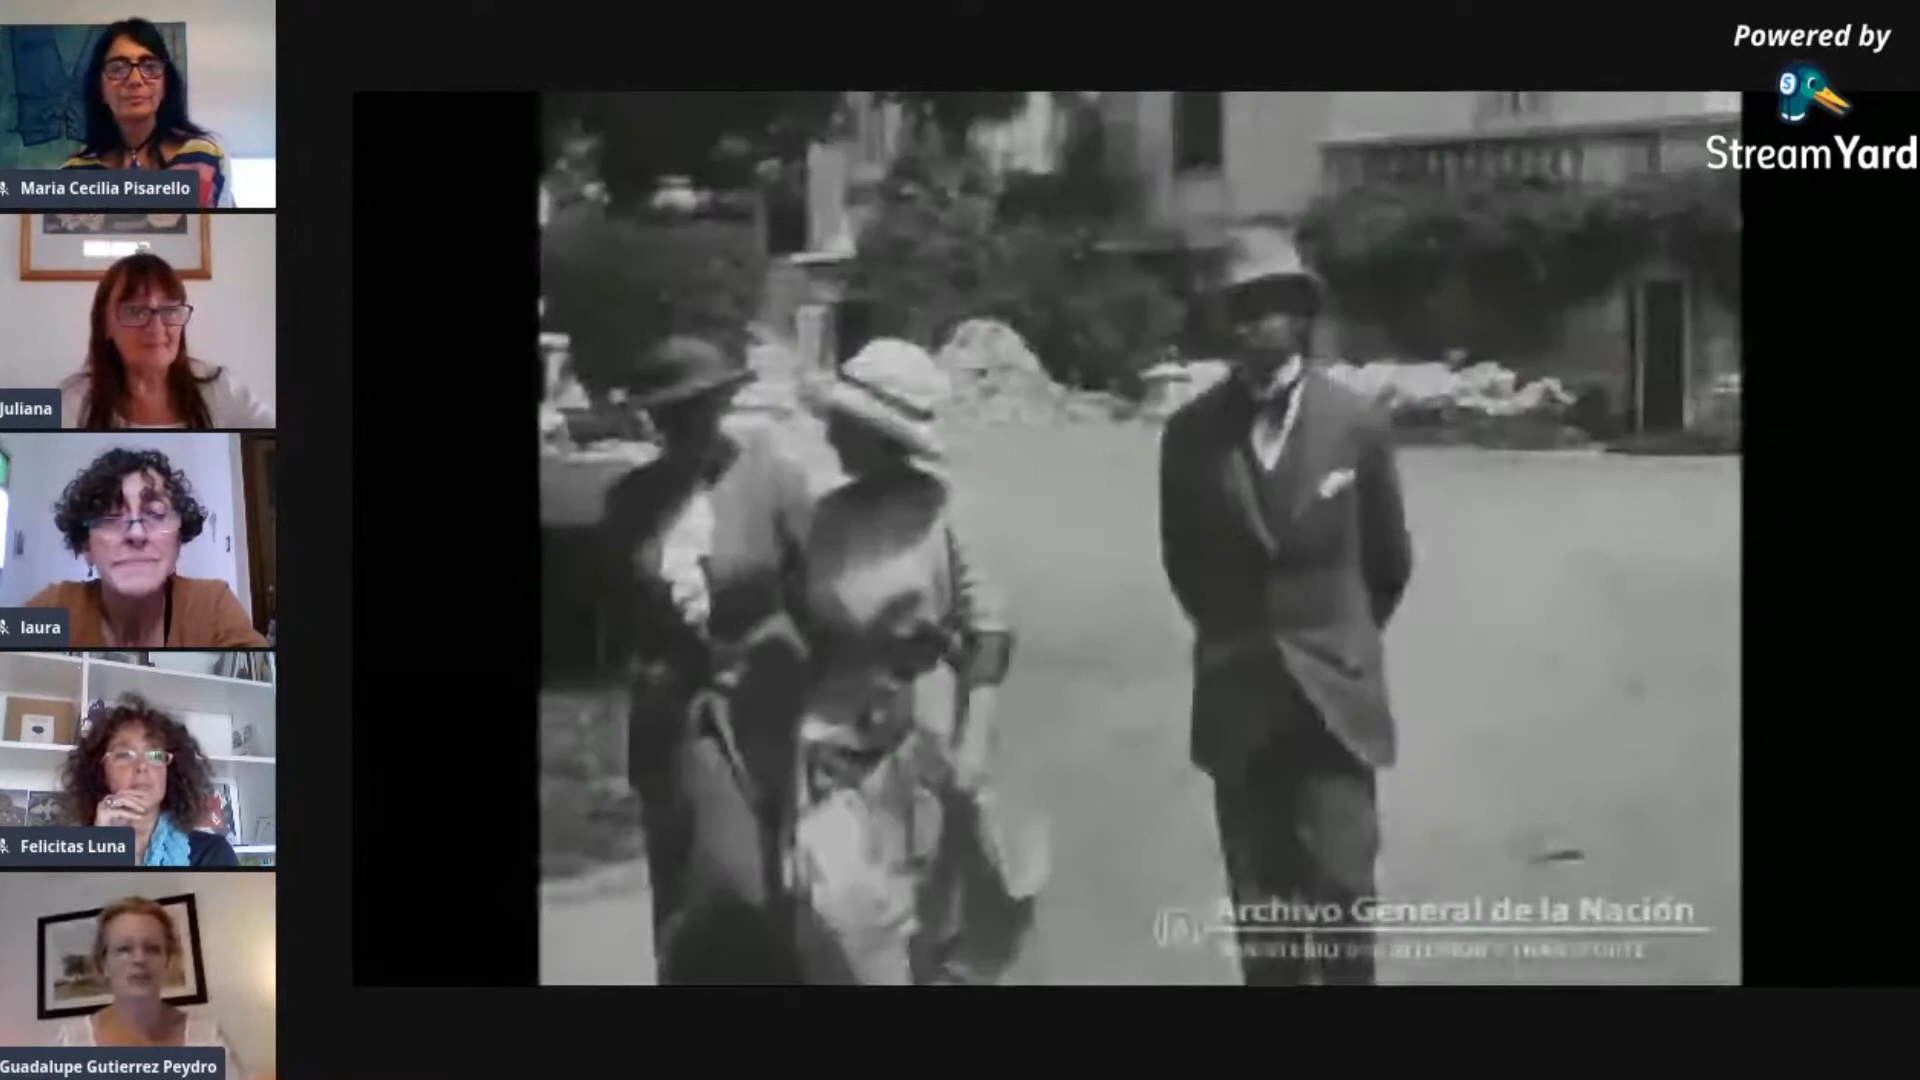 Maria Cecilia Pisarello
Juliana
laura
Felicitas Luna
Guadalupe Gutierrez Peydro
Powered by
StreamYard
Archivo General de la Nación